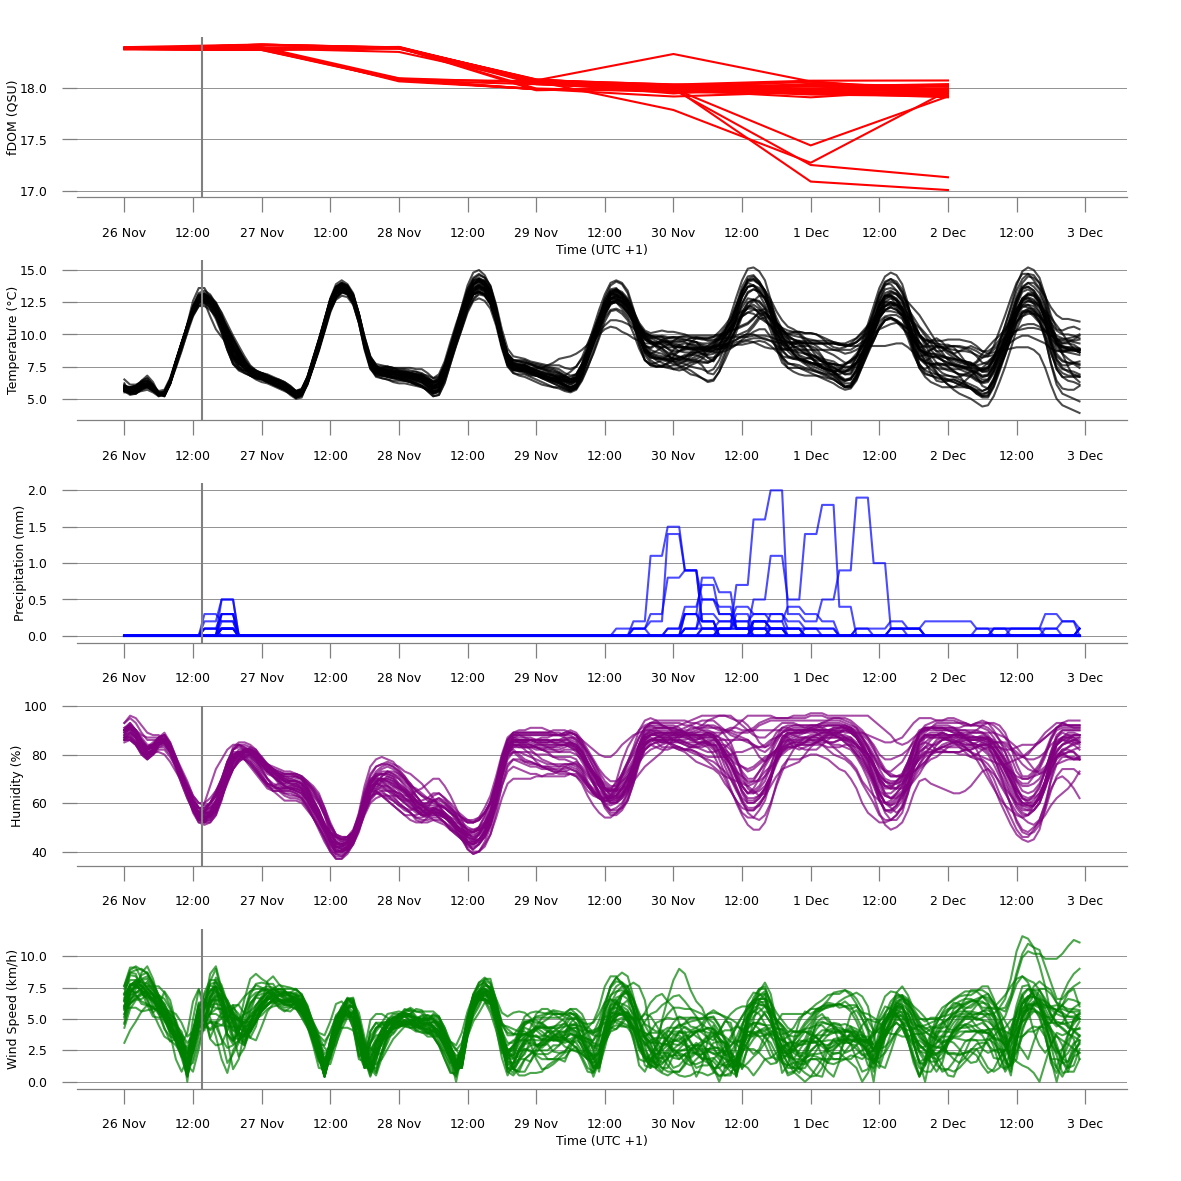 fDOM (QSU)
18.0
17.5
17.0
26 Nov 12:00 27 Nov 12:00 28 Nov 12:00 29 Nov 12:00 30 Nov 12:00 1 Dec 12:00 2 Dec 12:00 3 Dec
Time (UTC +1)
Temperature (°C)
15.0
12.5
10.0
7.5
5.0
26 Nov 12:00 27 Nov 12:00 28 Nov 12:00 29 Nov 12:00 30 Nov 12:00 1 Dec 12:00 2 Dec 12:00 3 Dec
Precipitation (mm)
2.0
1.5
1.0
0.5
0.0
26 Nov 12:00 27 Nov 12:00 28 Nov 12:00 29 Nov 12:00 30 Nov 12:00 1 Dec 12:00 2 Dec 12:00 3 Dec
Humidity (%)
100
80
60
40
26 Nov 12:00 27 Nov 12:00 28 Nov 12:00 29 Nov 12:00 30 Nov 12:00 1 Dec 12:00 2 Dec 12:00 3 Dec
Wind Speed (km/h)
10.0
7.5
5.0
2.5
0.0
26 Nov 12:00 27 Nov 12:00 28 Nov 12:00 29 Nov 12:00 30 Nov 12:00 1 Dec 12:00 2 Dec 12:00 3 Dec
Time (UTC +1)